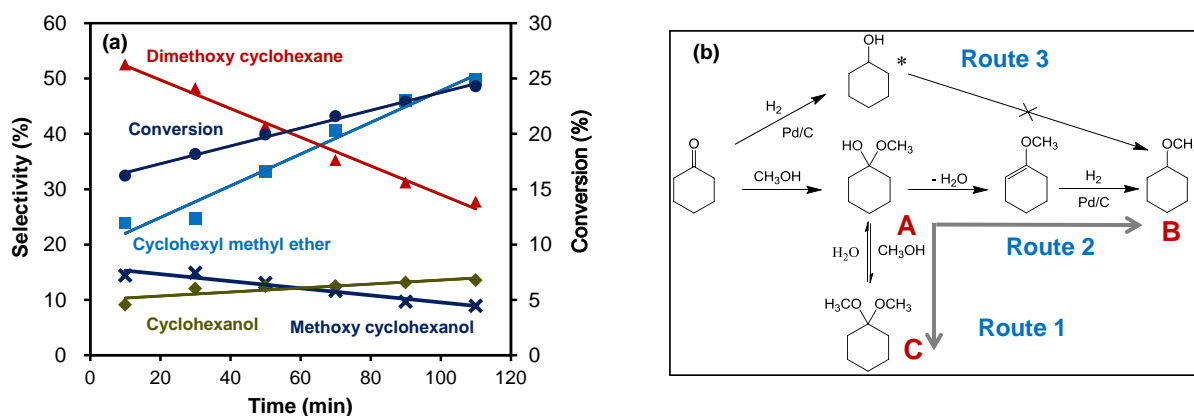 (a)
60
50
40
30
20
10
0
Selectivity (%)
30
25
20
15
10
5
0
Conversion (%)
0 20 40 60 80 100 120
Time (min)
Dimethoxy cyclohexane
Conversion
Cyclohexyl methyl ether
Cyclohexanol
Methoxy cyclohexanol
(b)
OH
*
Route 3
H₂
Pd/C
O
CH₃OH
HO OCH₃
- H₂O
OCH₃
H₂
Pd/C
OCH₃
A
B
H₂O
CH₃OH
Route 2
H₃CO OCH₃
C
Route 1